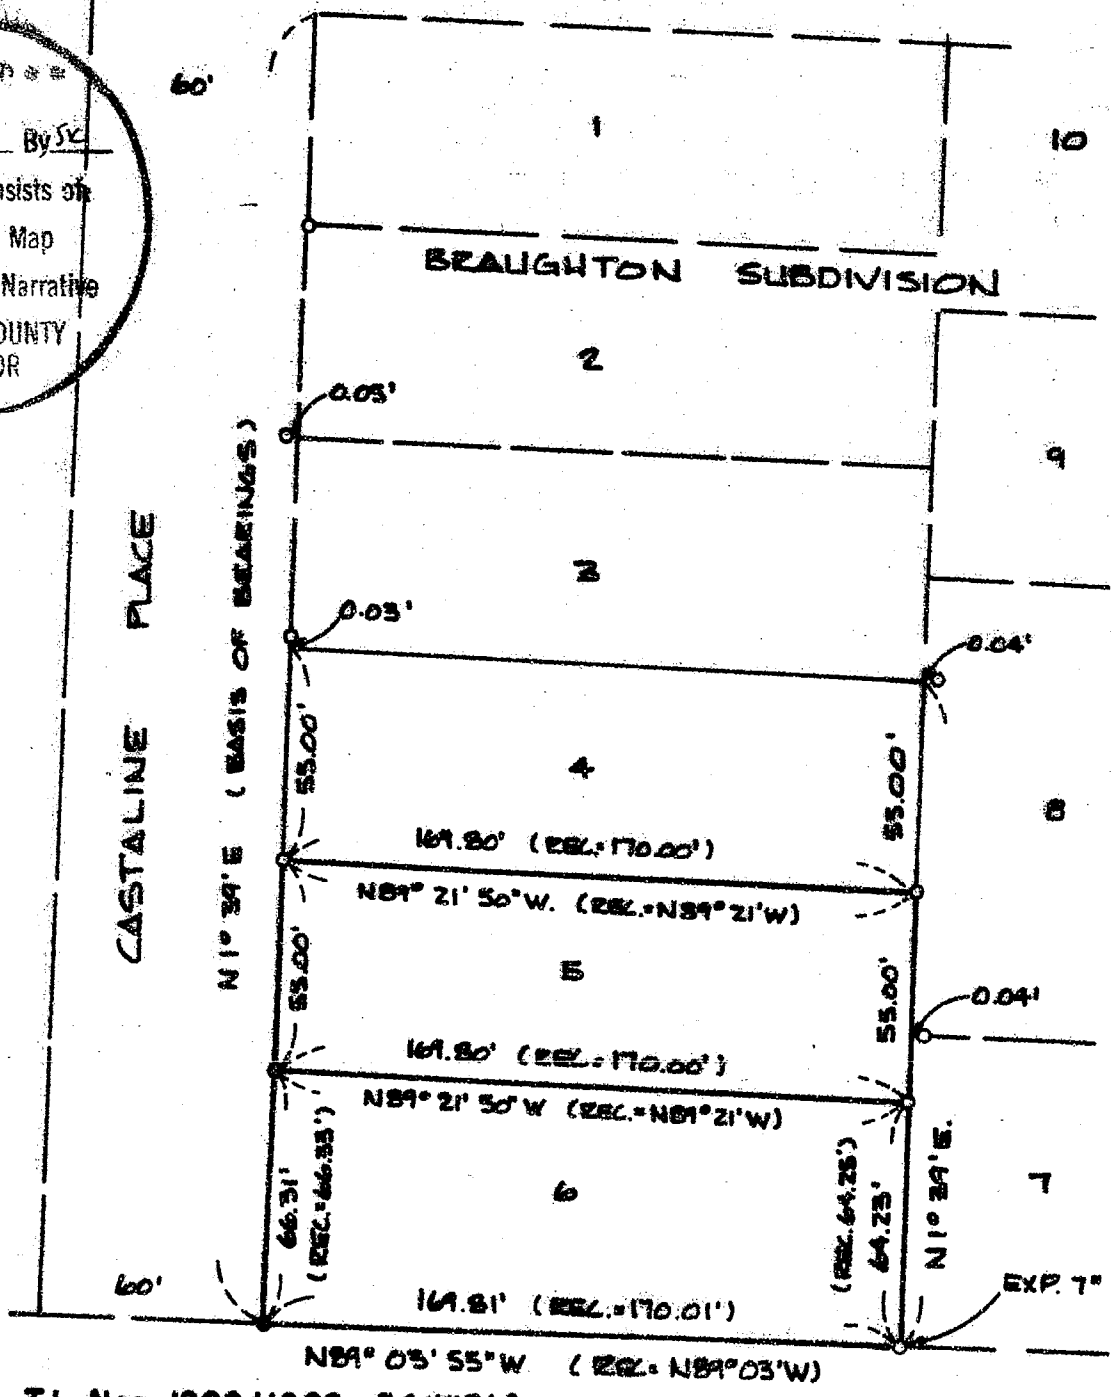 60'
1
10
By SK
Map
Narrative
BRAUGHTON SUBDIVISION
2
0.05'
9
3
0.03'
0.04'
CASTALINE PLACE
N 1° 39' E (BASIS OF BEARINGS)
55.00'
4
55.00'
8
169.80' (REC.=170.00')
N89° 21' 50" W. (REC.=N89° 21' W)
55.00'
5
55.00'
0.04'
169.80' (REC.=170.00')
N89° 21' 50" W (REC.=N89° 21' W)
66.31'
(REC.=66.33')
6
(REC. 64.25')
64.23'
N 1° 39' E.
7
60'
EXP. 7"
169.81' (REC.=170.01')
N89° 03' 55" W (REC= N89° 03' W)